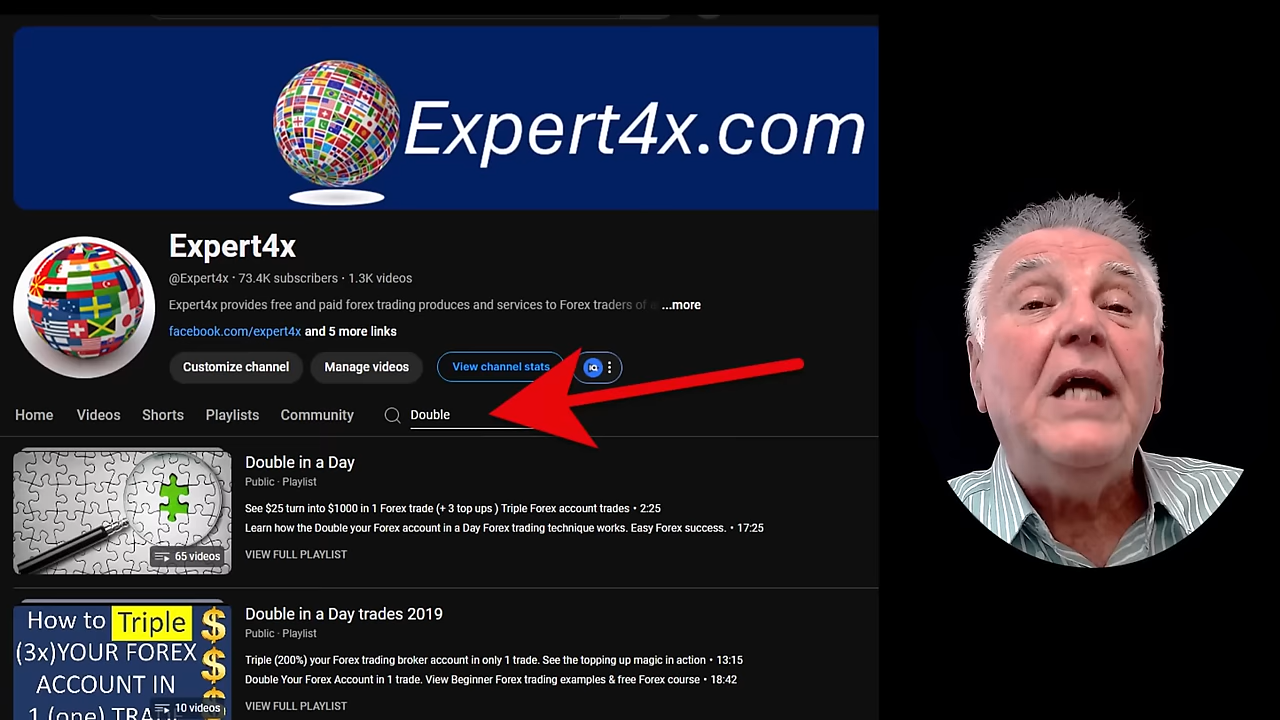 Expert4x.com
Expert4x
@Expert4x · 73.4K subscribers · 1.3K videos
Expert4x provides free and paid forex trading produces and services to Forex traders of ...more
facebook.com/expert4x and 5 more links
Customize channel
Manage videos
View channel stats
Home
Videos
Shorts
Playlists
Community
Double
Double in a Day
Public · Playlist
See $25 turn into $1000 in 1 Forex trade (+ 3 top ups ) Triple Forex account trades • 2:25
Learn how the Double your Forex account in a Day Forex trading technique works. Easy Forex success. • 17:25
65 videos
VIEW FULL PLAYLIST
How to Triple
(3x)YOUR FOREX
ACCOUNT IN
1 (one)
10 videos
Double in a Day trades 2019
Public · Playlist
Triple (200%) your Forex trading broker account in only 1 trade. See the topping up magic in action • 13:15
Double Your Forex Account in 1 trade. View Beginner Forex trading examples & free Forex course • 18:42
VIEW FULL PLAYLIST